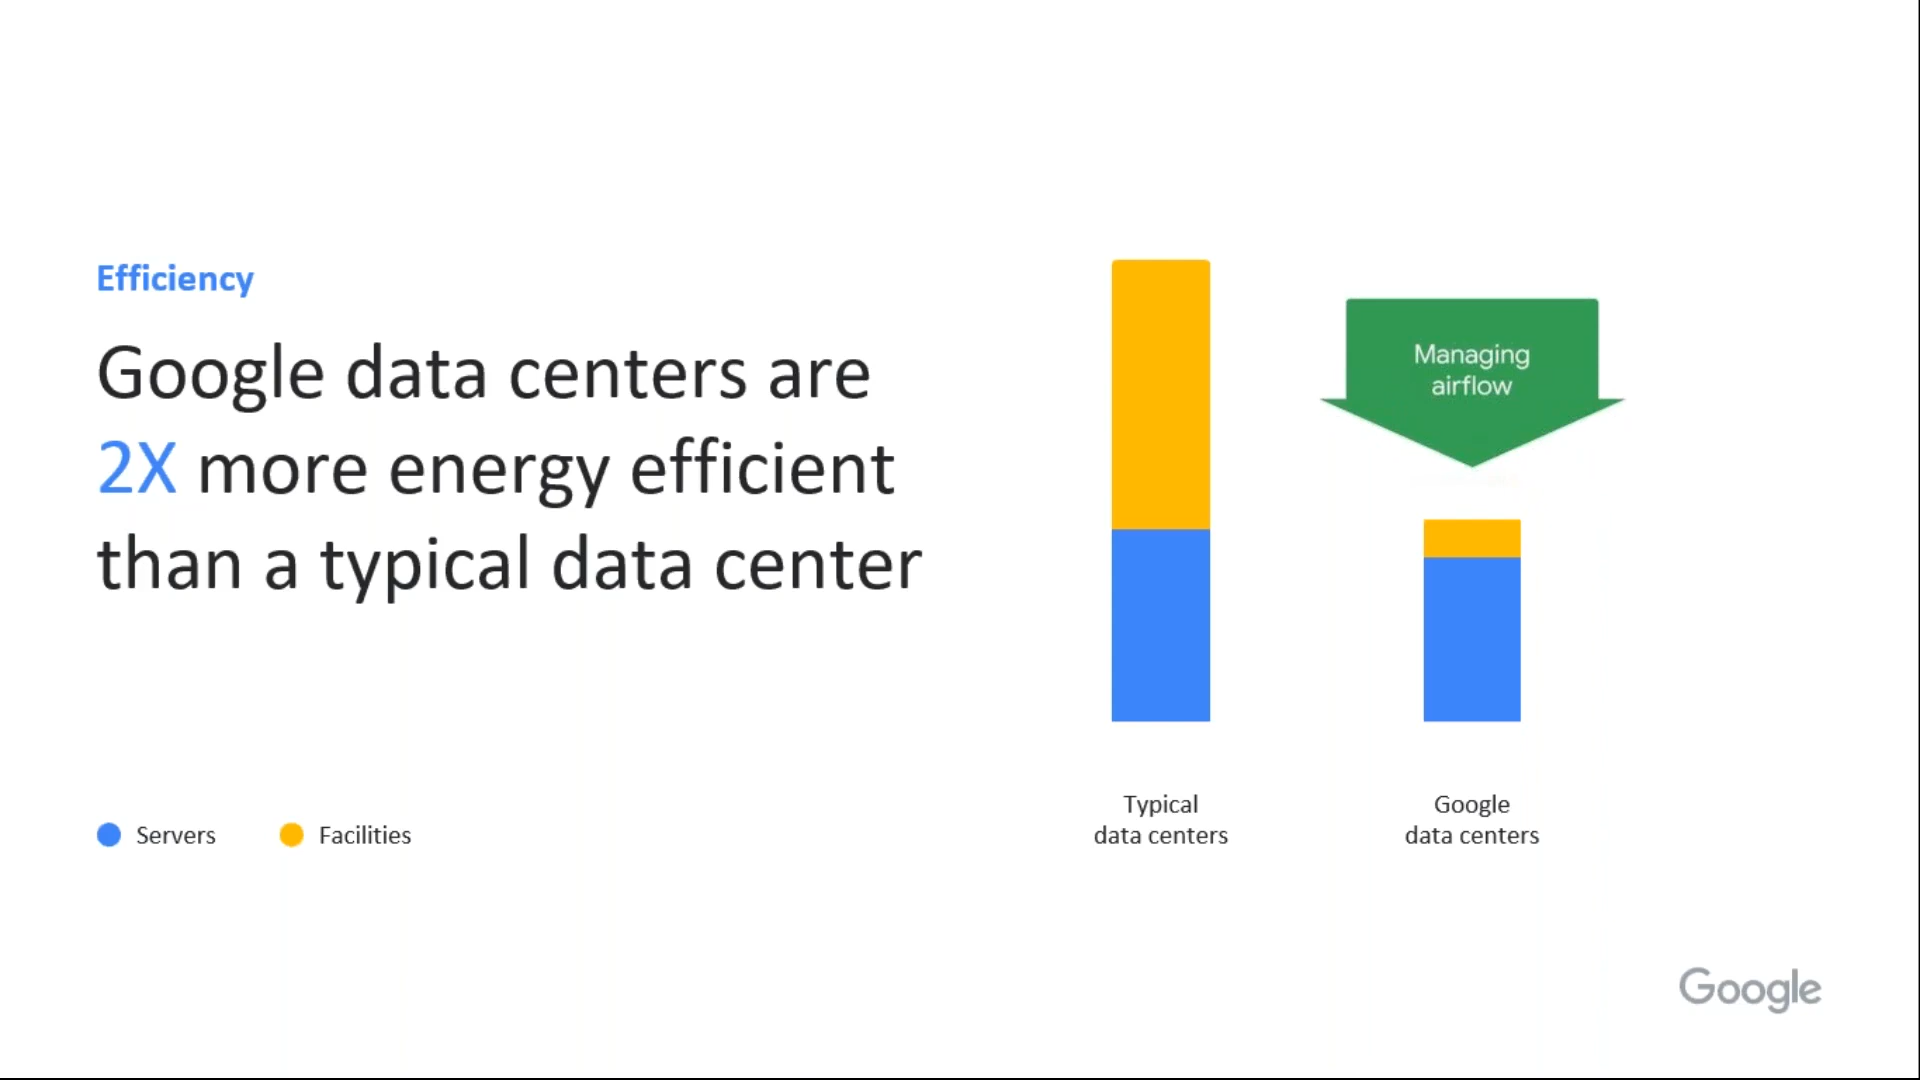 Efficiency
Google data centers are
2X more energy efficient
than a typical data center
Servers
Facilities
Managing
airflow
Typical
data centers
Google
data centers
Google